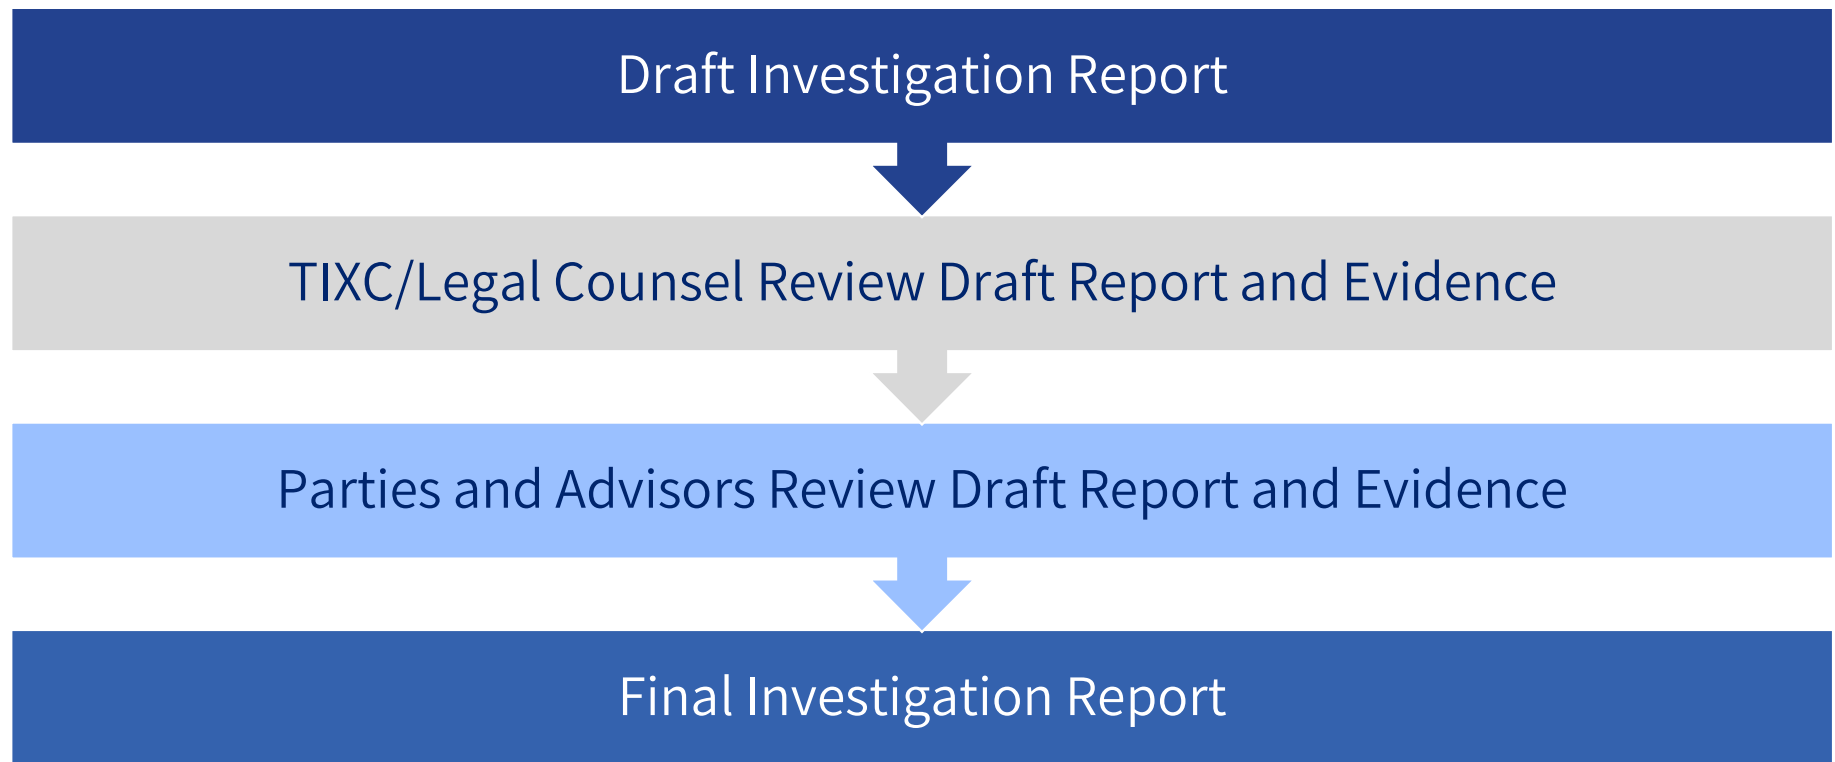 Draft Investigation Report
TIXC/Legal Counsel Review Draft Report and Evidence
Parties and Advisors Review Draft Report and Evidence
Final Investigation Report